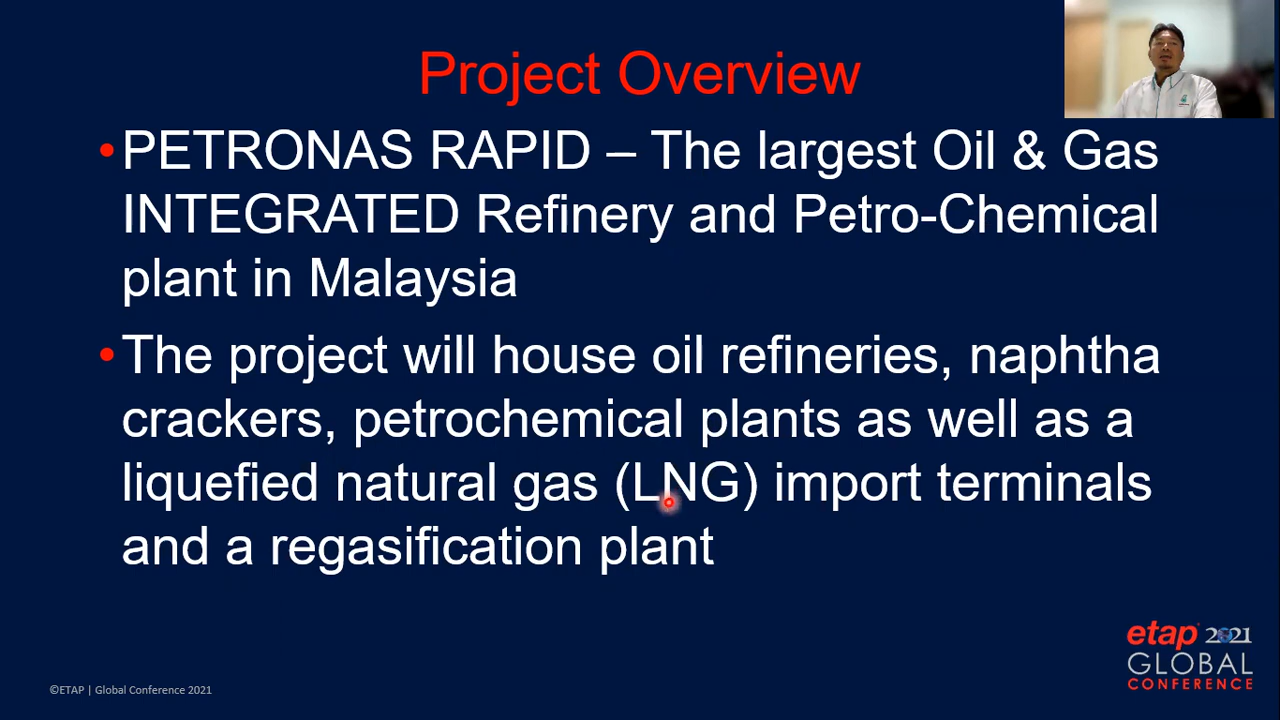 Project Overview
•PETRONAS RAPID – The largest Oil & Gas
INTEGRATED Refinery and Petro-Chemical
plant in Malaysia
•The project will house oil refineries, naphtha
crackers, petrochemical plants as well as a
liquefied natural gas (LNG) import terminals
and a regasification plant
etap 2021
GLOBAL
CONFERENCE
©ETAP | Global Conference 2021